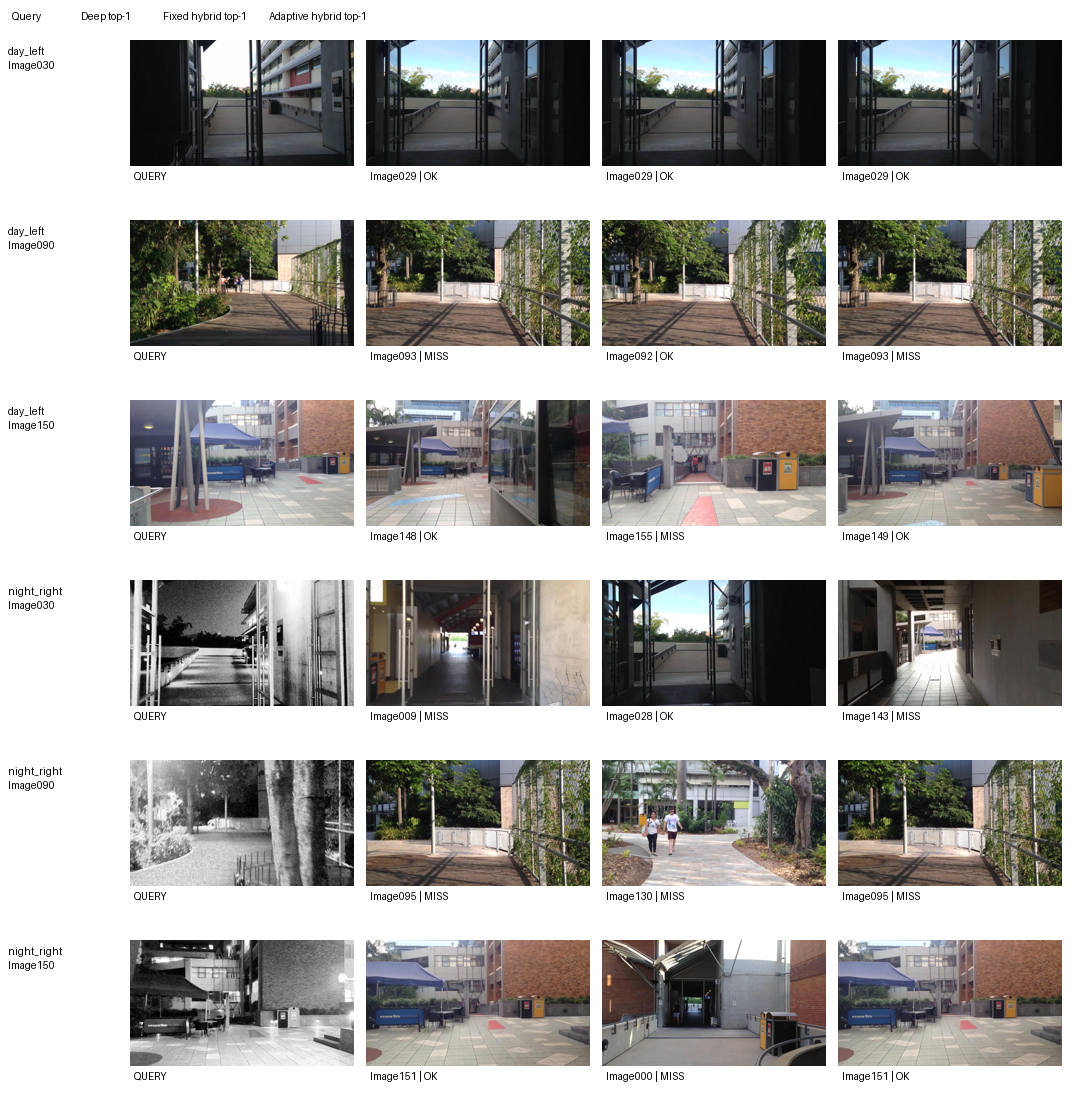 Query Deep top-1 Fixed hybrid top-1 Adaptive hybrid top-1
day_left
Image030
QUERY
Image029 | OK
Image029 | OK
Image029 | OK
day_left
Image090
QUERY
Image093 | MISS
Image092 | OK
Image093 | MISS
day_left
Image150
QUERY
Image148 | OK
Image155 | MISS
Image149 | OK
night_right
Image030
QUERY
Image009 | MISS
Image028 | OK
Image143 | MISS
night_right
Image090
QUERY
Image095 | MISS
Image130 | MISS
Image095 | MISS
night_right
Image150
QUERY
Image151 | OK
Image000 | MISS
Image151 | OK